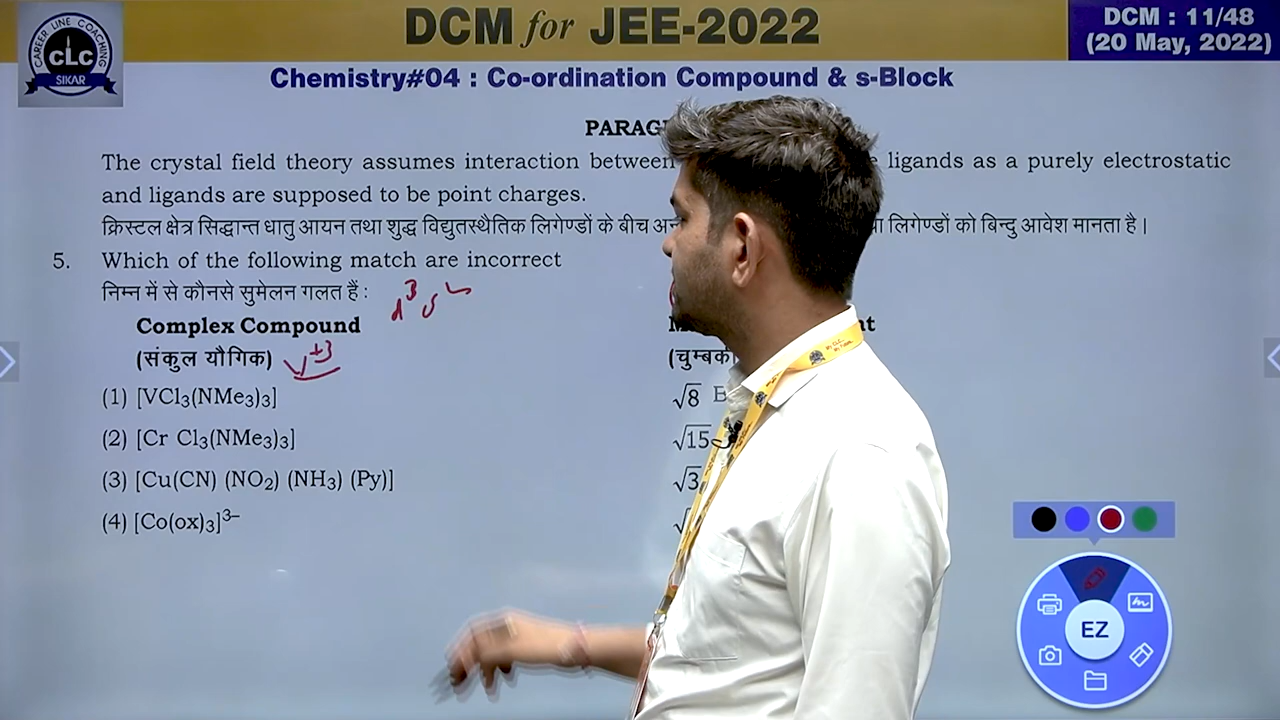 DCM for JEE-2022
DCM : 11/48
(20 May, 2022)
CAREER LINE COACHING
CLC
SIKAR
Chemistry#04 : Co-ordination Compound & s-Block
The crystal field theory assumes interaction between ligands as a purely electrostatic
and ligands are supposed to be point charges.
क्रिस्टल क्षेत्र सिद्धान्त धातु आयन तथा शुद्ध विद्युतस्थैतिक लिगेण्डों के बीच लिगेण्डों को बिन्दु आवेश मानता है।
5. Which of the following match are incorrect
निम्न में से कौनसे सुमेलन गलत हैं :
d³s²
Complex Compound
(संकुल यौगिक)
V⁺³
(1) [VCl₃(NMe₃)₃] √8
(2) [Cr Cl₃(NMe₃)₃] √15
(3) [Cu(CN) (NO₂) (NH₃) (Py)] √3
(4) [Co(ox)₃]³⁻
EZ